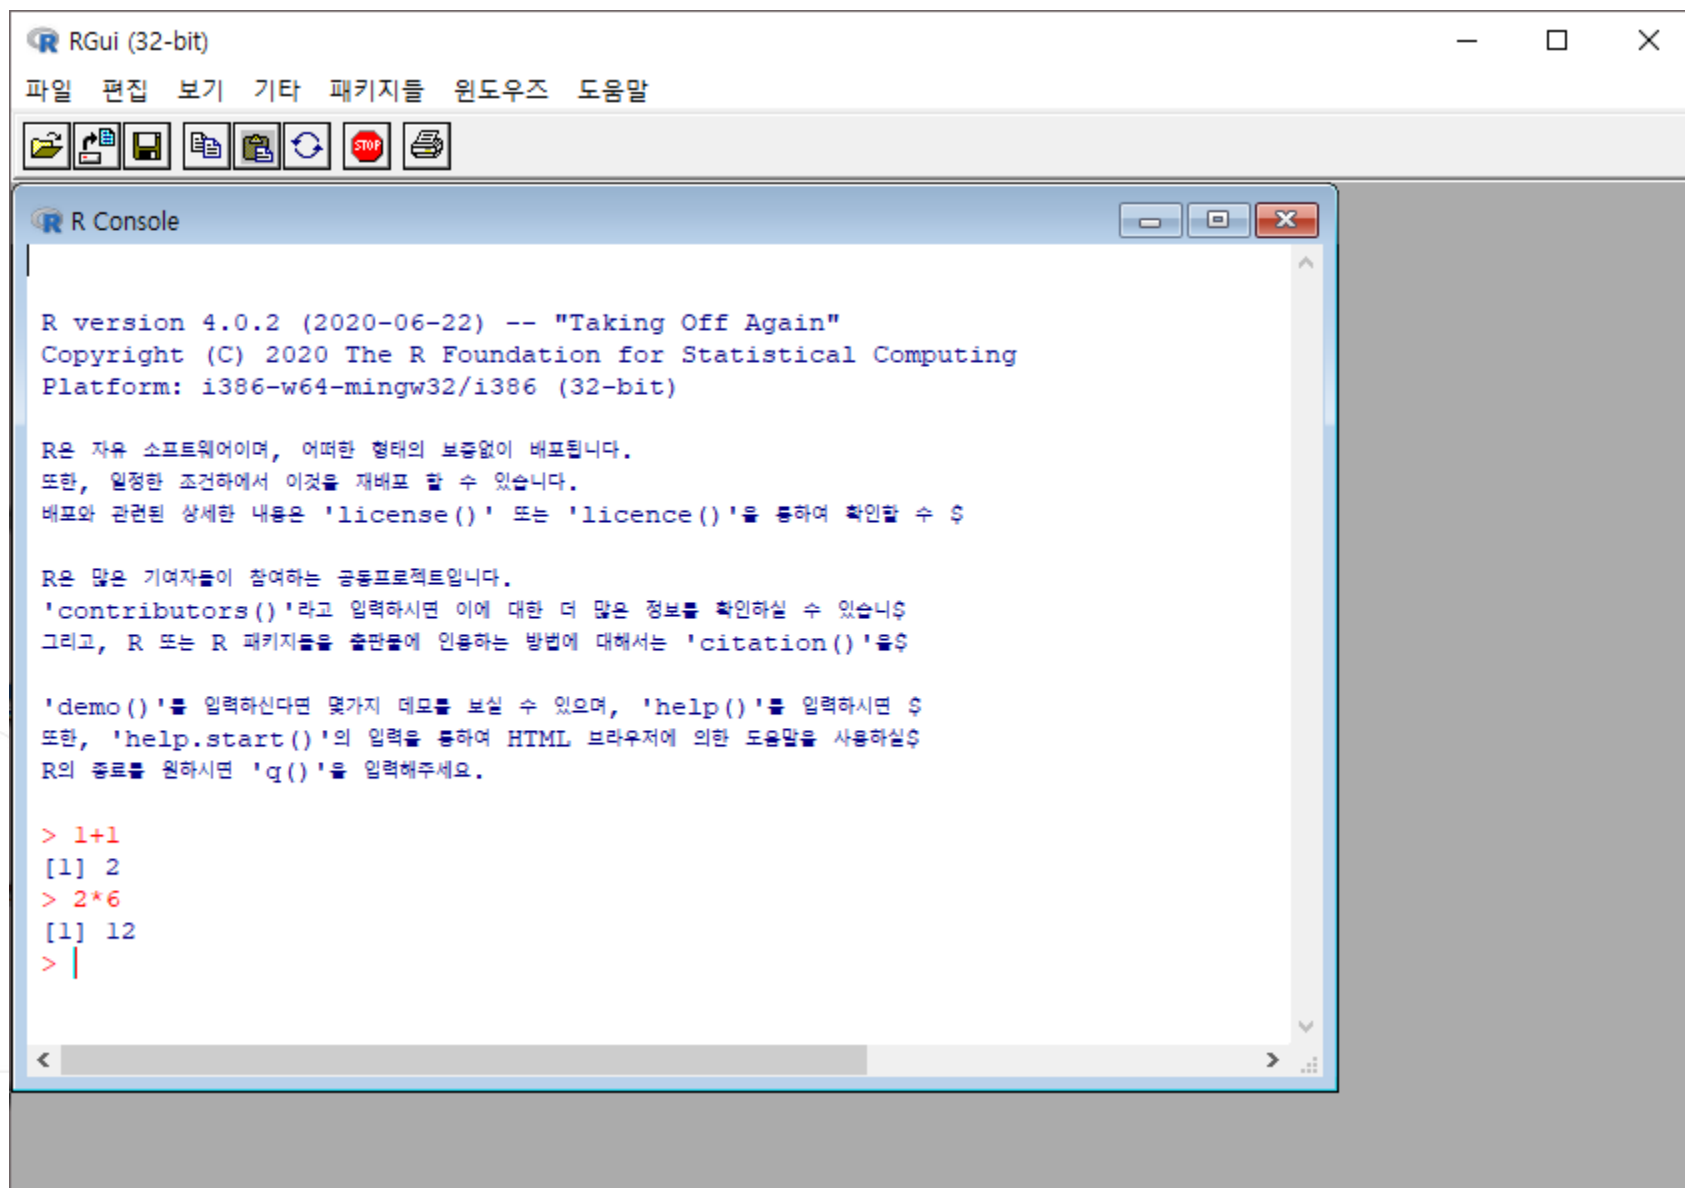 RGui (32-bit)
파일 편집 보기 기타 패키지들 윈도우즈 도움말
STOP
R Console
R version 4.0.2 (2020-06-22) -- "Taking Off Again"
Copyright (C) 2020 The R Foundation for Statistical Computing
Platform: i386-w64-mingw32/i386 (32-bit)
R은 자유 소프트웨어이며, 어떠한 형태의 보증없이 배포됩니다.
또한, 일정한 조건하에서 이것을 재배포 할 수 있습니다.
배포와 관련된 상세한 내용은 'license()' 또는 'licence()'을 통하여 확인할 수 $
R은 많은 기여자들이 참여하는 공동프로젝트입니다.
'contributors()'라고 입력하시면 이에 대한 더 많은 정보를 확인하실 수 있습니$
그리고, R 또는 R 패키지들을 출판물에 인용하는 방법에 대해서는 'citation()'을$
'demo()'를 입력하신다면 몇가지 데모를 보실 수 있으며, 'help()'를 입력하시면 $
또한, 'help.start()'의 입력을 통하여 HTML 브라우저에 의한 도움말을 사용하실$
R의 종료를 원하시면 'q()'을 입력해주세요.
> 1+1
[1] 2
> 2*6
[1] 12
>